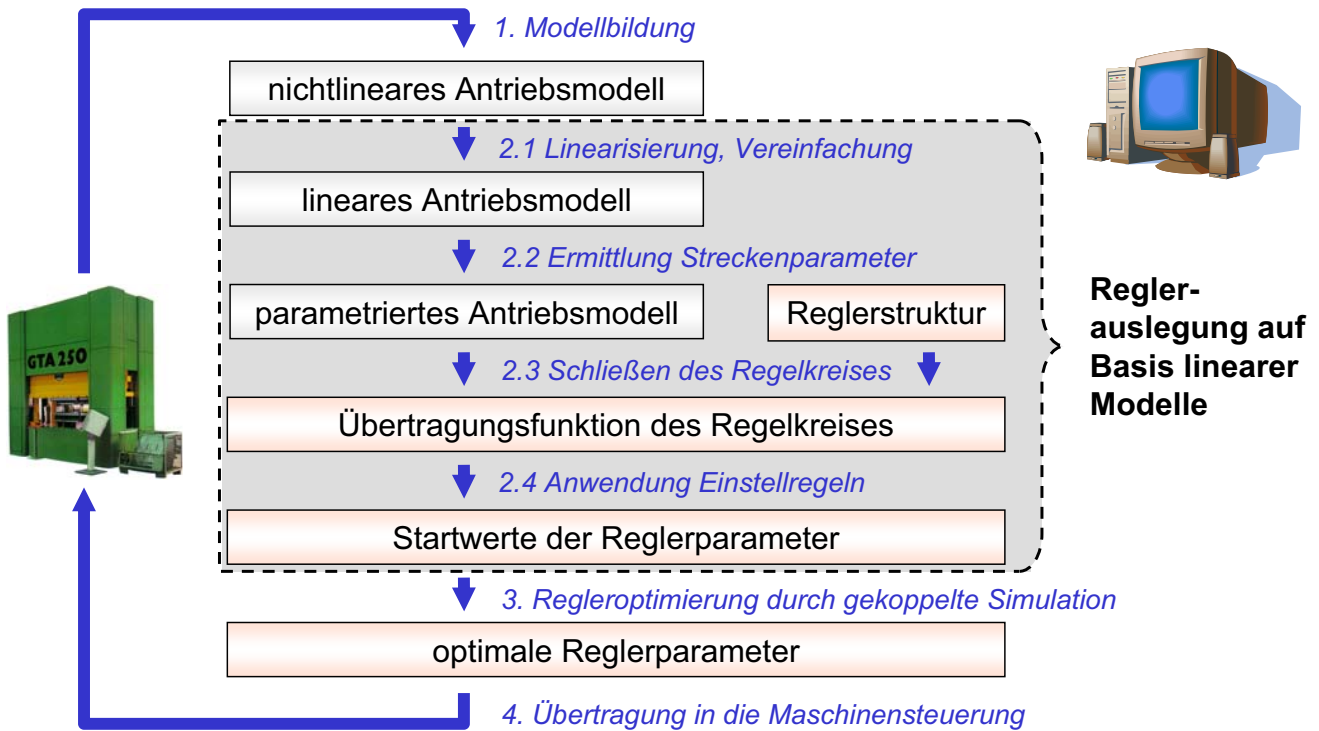 1. Modellbildung
nichtlineares Antriebsmodell
2.1 Linearisierung, Vereinfachung
lineares Antriebsmodell
2.2 Ermittlung Streckenparameter
parametriertes Antriebsmodell
Reglerstruktur
GTA 250
2.3 Schließen des Regelkreises
Übertragungsfunktion des Regelkreises
2.4 Anwendung Einstellregeln
Startwerte der Reglerparameter
Regler-
auslegung auf
Basis linearer
Modelle
3. Regleroptimierung durch gekoppelte Simulation
optimale Reglerparameter
4. Übertragung in die Maschinensteuerung